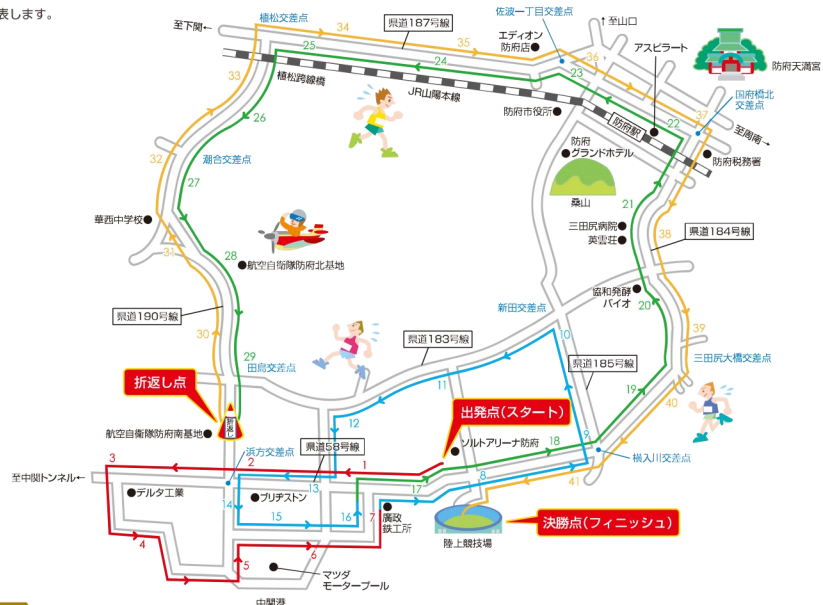 表します。
佐波一丁目交差点
植松交差点
34
県道187号線
至下関←
↑至山口
エディオン
防府店
35
25
24
36
アスピラート
防府天満宮
33
植松跨線橋
JR山陽本線
23
国府橋北
交差点
37
26
防府市役所
防府駅
22
至周南→
32
潮合交差点
防府
グランドホテル
防府税務署
27
桑山
21
華西中学校
三田尻病院
英雲荘
38
県道184号線
31
28
航空自衛隊防府北基地
協和発酵
バイオ
20
県道190号線
30
新田交差点
10
39
県道183号線
29
田島交差点
11
県道185号線
三田尻大橋交差点
折返し点
19
40
12
出発点(スタート)
折返し
航空自衛隊防府南基地
浜方交差点
県道58号線
ソルトアリーナ防府
18
9
横入川交差点
至中関トンネル←
3
2
1
13
8
41
デルタ工業
14
ブリヂストン
17
15
16
7
廣政
鉄工所
決勝点(フィニッシュ)
4
6
陸上競技場
5
マツダ
モータープール
中関港